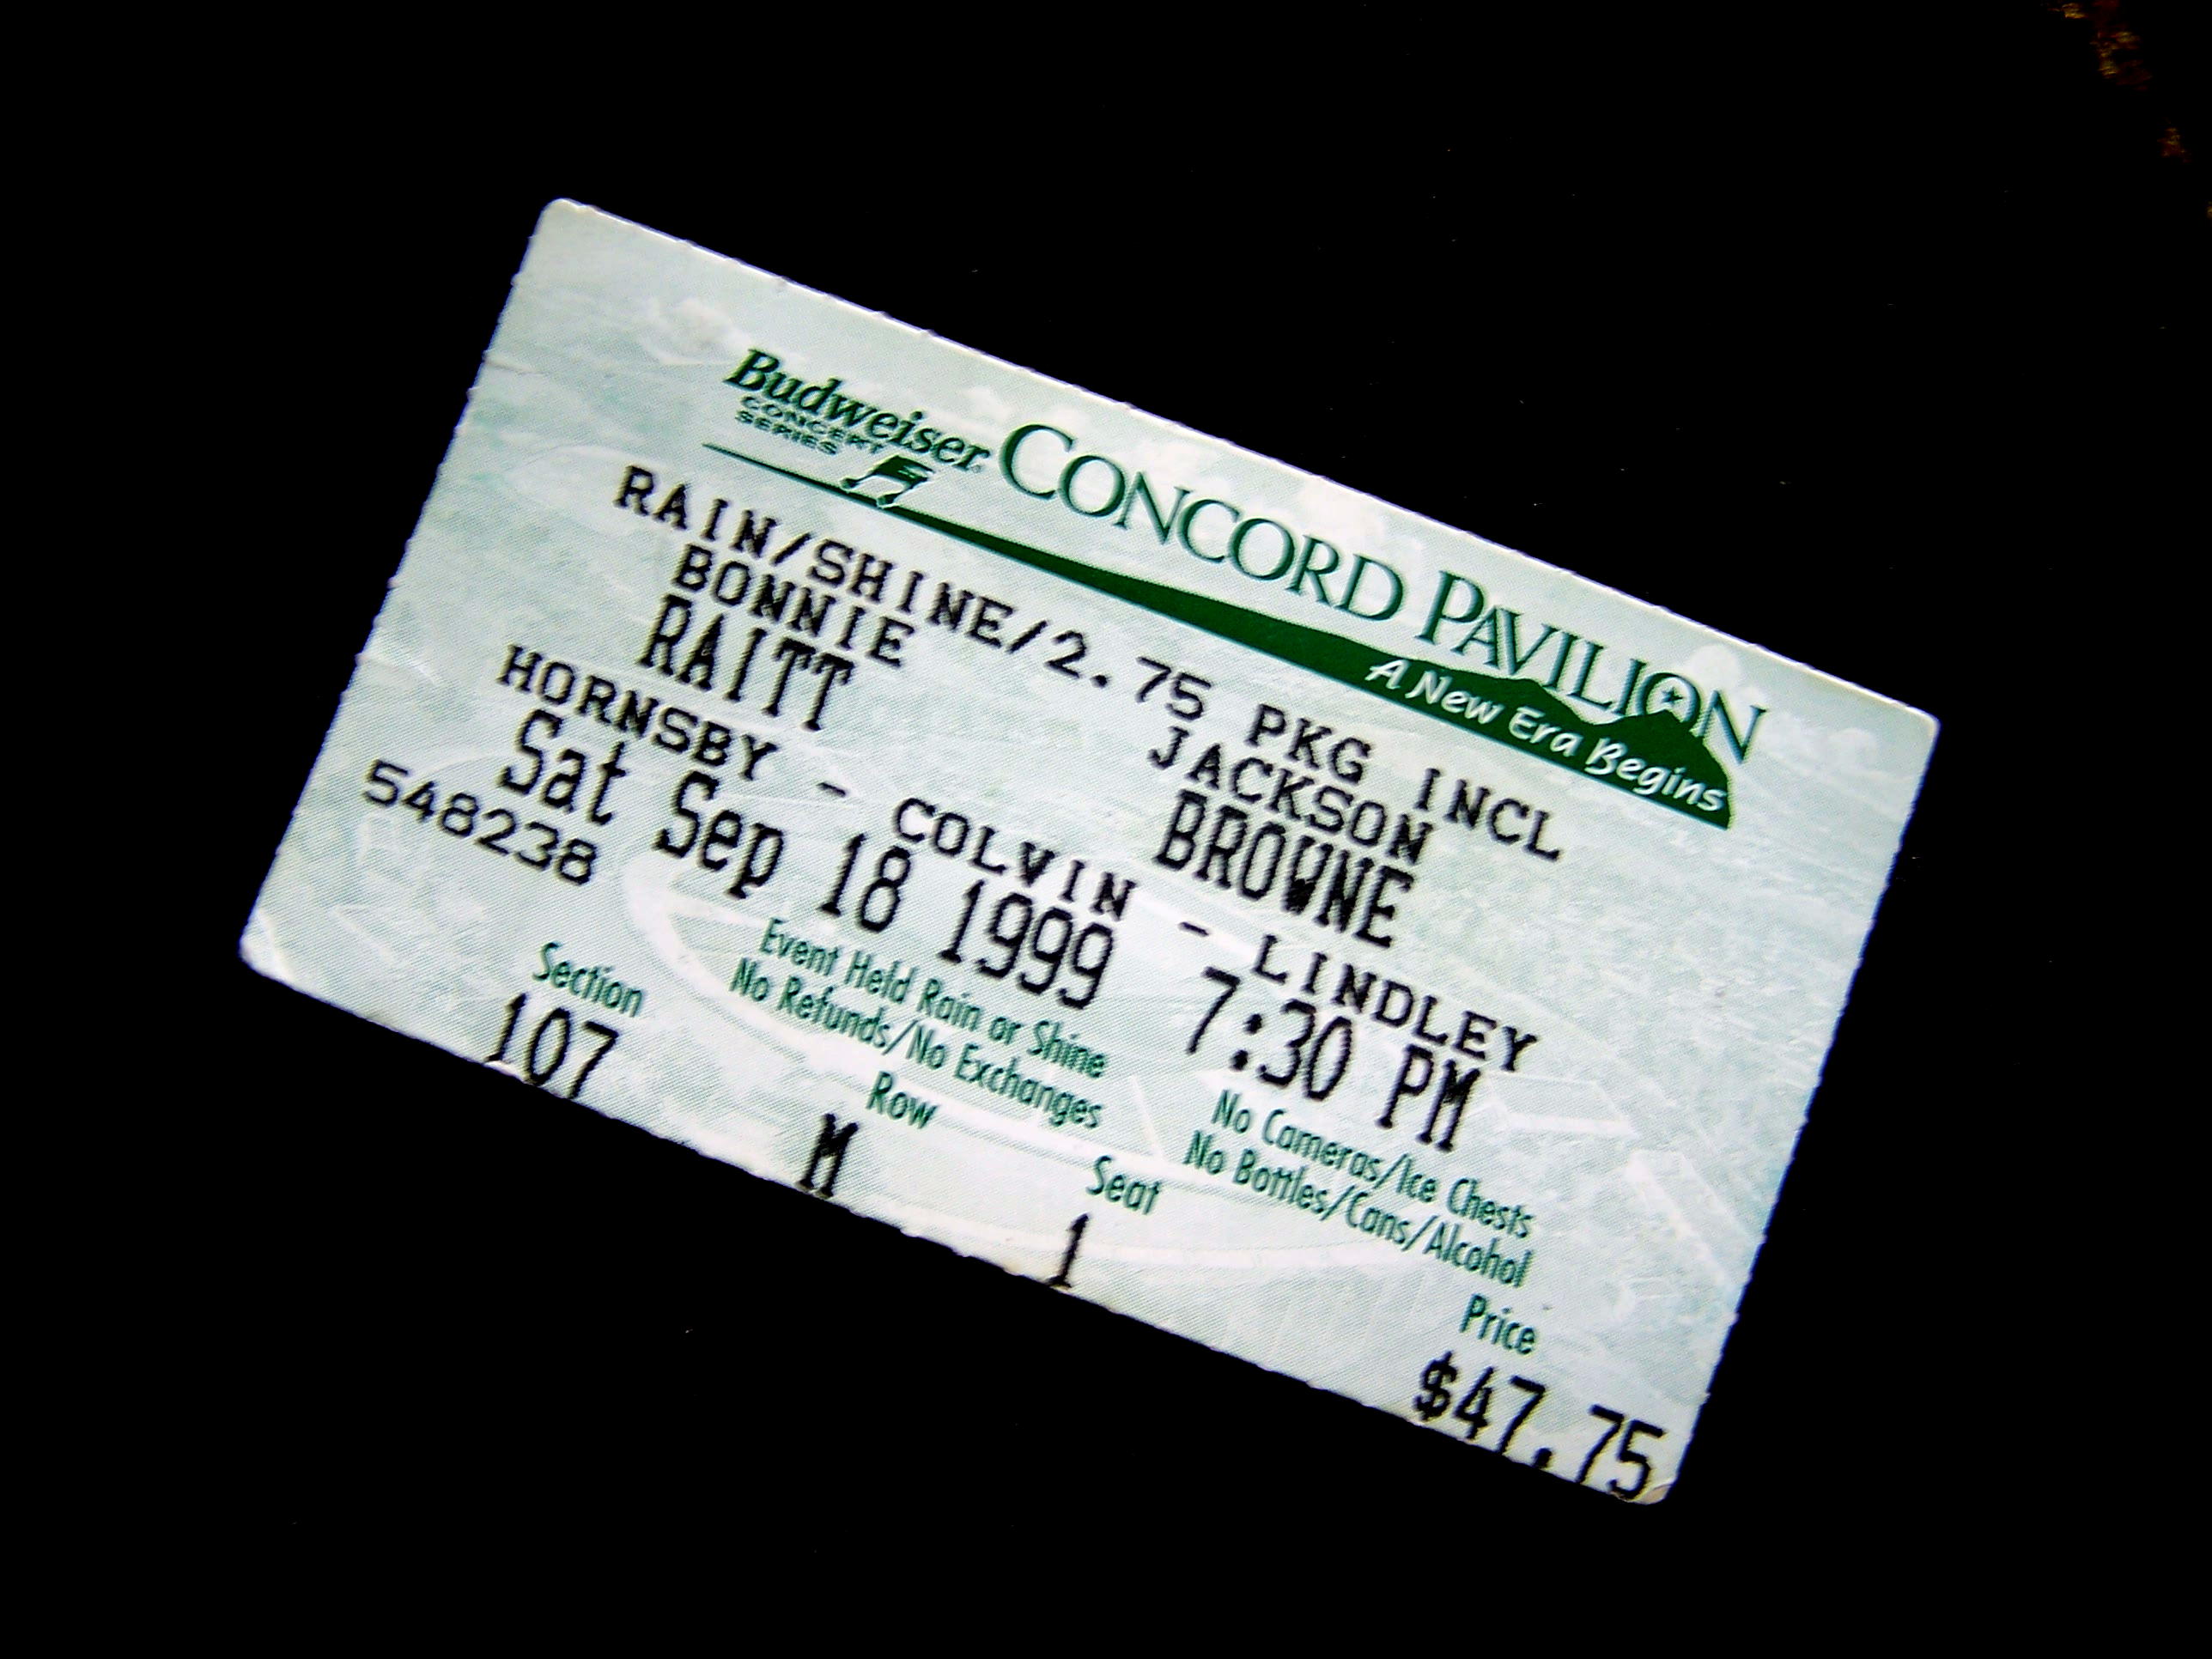 Budweiser CONCORD PAVILION
CONCERT
SERIES
A New Era Begins
RAIN/SHINE/2.75 PKG INCL
BONNIE JACKSON
RAITT BROWNE
HORNSBY - COLVIN - LINDLEY
Sat Sep 18 1999 7:30 PM
548238
Event Held Rain or Shine No Cameras/Ice Chests
No Refunds/No Exchanges No Bottles/Cans/Alcohol
Section Row Seat Price
107 M 1 $47.75